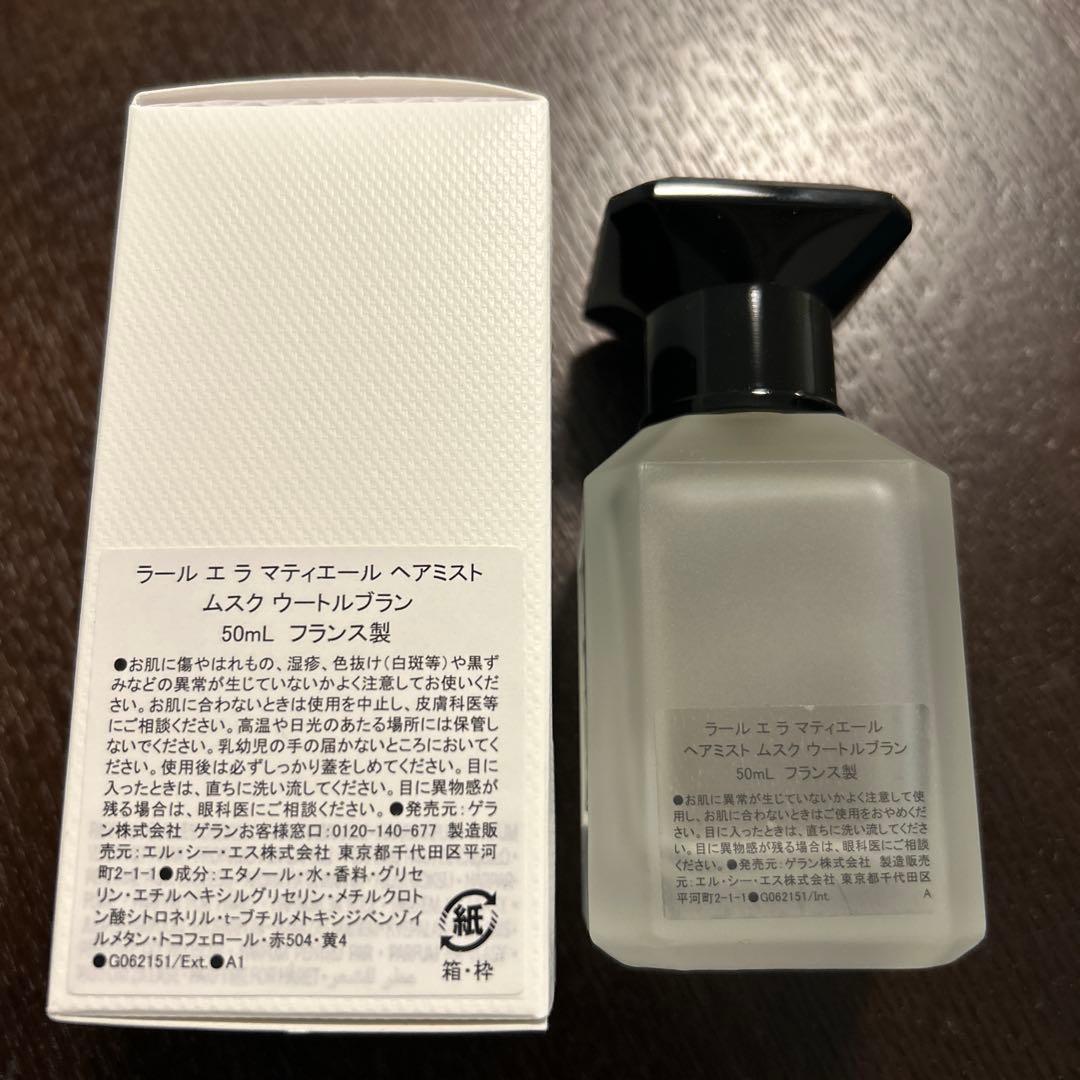 ラール エ ラ マティエール ヘアミスト
ムスク ウートルブラン
50mL フランス製
●お肌に傷やはれもの、湿疹、色抜け(白斑等)や黒ず
みなどの異常が生じていないかよく注意してお使いくだ
さい。お肌に合わないときは使用を中止し、皮膚科医等
にご相談ください。高温や日光のあたる場所には保管し
ないでください。乳幼児の手の届かないところにおいてく
ださい。使用後は必ずしっかり蓋をしめてください。目に
入ったときは、直ちに洗い流してください。目に異物感が
残る場合は、眼科医にご相談ください。●発売元:ゲラ
ン株式会社 ゲランお客様窓口:0120-140-677 製造販
売元:エル・シー・エス株式会社 東京都千代田区平河
町2-1-1●成分:エタノール・水・香料・グリセ
リン・エチルヘキシルグリセリン・メチルクロト
ン酸シトロネリル・t-ブチルメトキシジベンゾイ
ルメタン・トコフェロール・赤504・黄4
●G062151/Ext.●A1
紙
箱・枠
ラール エ ラ マティエール
ヘアミスト ムスク ウートルブラン
50mL フランス製
●お肌に異常が生じていないかよく注意して使
用し、お肌に合わないときはご使用をおやめくだ
さい。目に入ったときは、直ちに洗い流してくださ
い。目に異物感が残る場合は、眼科医にご相談
ください。●発売元:ゲラン株式会社 製造販売
元:エル・シー・エス株式会社 東京都千代田区
平河町2-1-1●G062151/Int. A